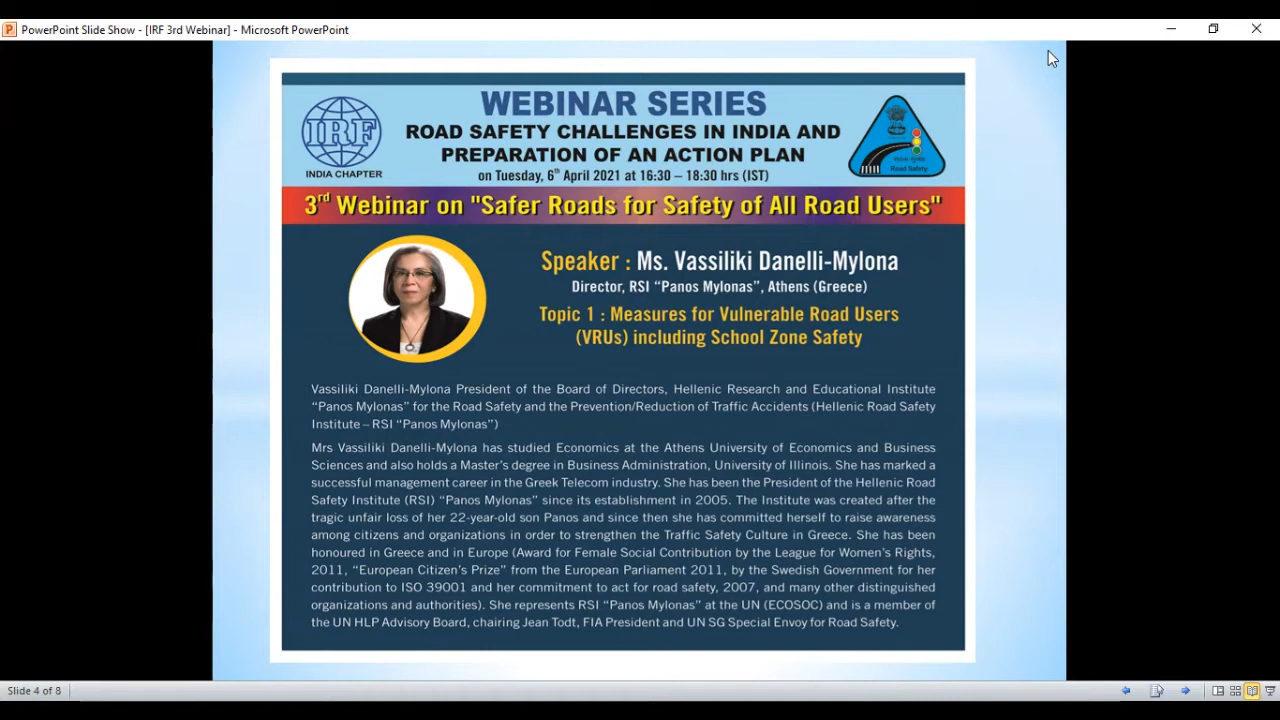 PowerPoint Slide Show - [IRF 3rd Webinar] - Microsoft PowerPoint
WEBINAR SERIES
IRF
INDIA CHAPTER
ROAD SAFETY CHALLENGES IN INDIA AND
PREPARATION OF AN ACTION PLAN
on Tuesday, 6th April 2021 at 16:30 – 18:30 hrs (IST)
Road Safety
3rd Webinar on "Safer Roads for Safety of All Road Users"
Speaker : Ms. Vassiliki Danelli-Mylona
Director, RSI “Panos Mylonas”, Athens (Greece)
Topic 1 : Measures for Vulnerable Road Users
(VRUs) including School Zone Safety
Vassiliki Danelli-Mylona President of the Board of Directors, Hellenic Research and Educational Institute
“Panos Mylonas” for the Road Safety and the Prevention/Reduction of Traffic Accidents (Hellenic Road Safety
Institute – RSI “Panos Mylonas”)
Mrs Vassiliki Danelli-Mylona has studied Economics at the Athens University of Economics and Business
Sciences and also holds a Master’s degree in Business Administration, University of Illinois. She has marked a
successful management career in the Greek Telecom industry. She has been the President of the Hellenic Road
Safety Institute (RSI) “Panos Mylonas” since its establishment in 2005. The Institute was created after the
tragic unfair loss of her 22-year-old son Panos and since then she has committed herself to raise awareness
among citizens and organizations in order to strengthen the Traffic Safety Culture in Greece. She has been
honoured in Greece and in Europe (Award for Female Social Contribution by the League for Women’s Rights,
2011, “European Citizen’s Prize” from the European Parliament 2011, by the Swedish Government for her
contribution to ISO 39001 and her commitment to act for road safety, 2007, and many other distinguished
organizations and authorities). She represents RSI “Panos Mylonas” at the UN (ECOSOC) and is a member of
the UN HLP Advisory Board, chairing Jean Todt, FIA President and UN SG Special Envoy for Road Safety.
Slide 4 of 8